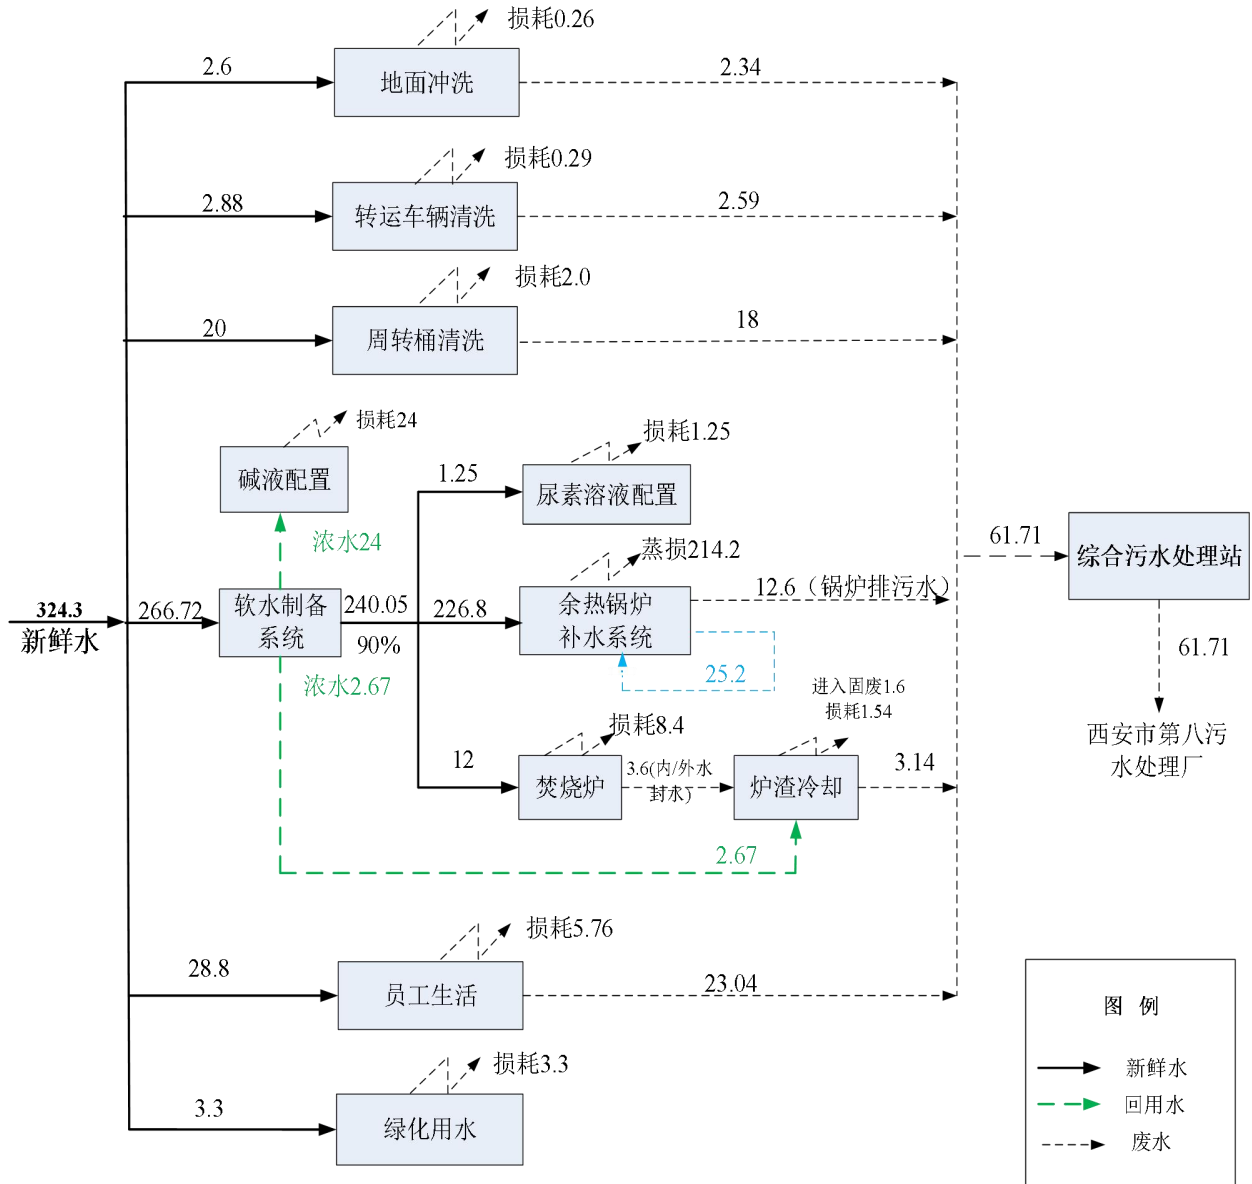 损耗0.26
2.6
地面冲洗
2.34
损耗0.29
2.88
转运车辆清洗
2.59
损耗2.0
20
周转桶清洗
18
损耗24
碱液配置
浓水24
损耗1.25
1.25
尿素溶液配置
蒸损214.2
324.3
新鲜水
266.72
软水制备
系统
240.05
90%
226.8
余热锅炉
补水系统
12.6（锅炉排污水）
25.2
浓水2.67
61.71
综合污水处理站
61.71
西安市第八污
水处理厂
损耗8.4
12
焚烧炉
3.6(内/外水
封水)
进入固废1.6
损耗1.54
炉渣冷却
3.14
2.67
损耗5.76
28.8
员工生活
23.04
损耗3.3
3.3
绿化用水
图 例
新鲜水
回用水
废水